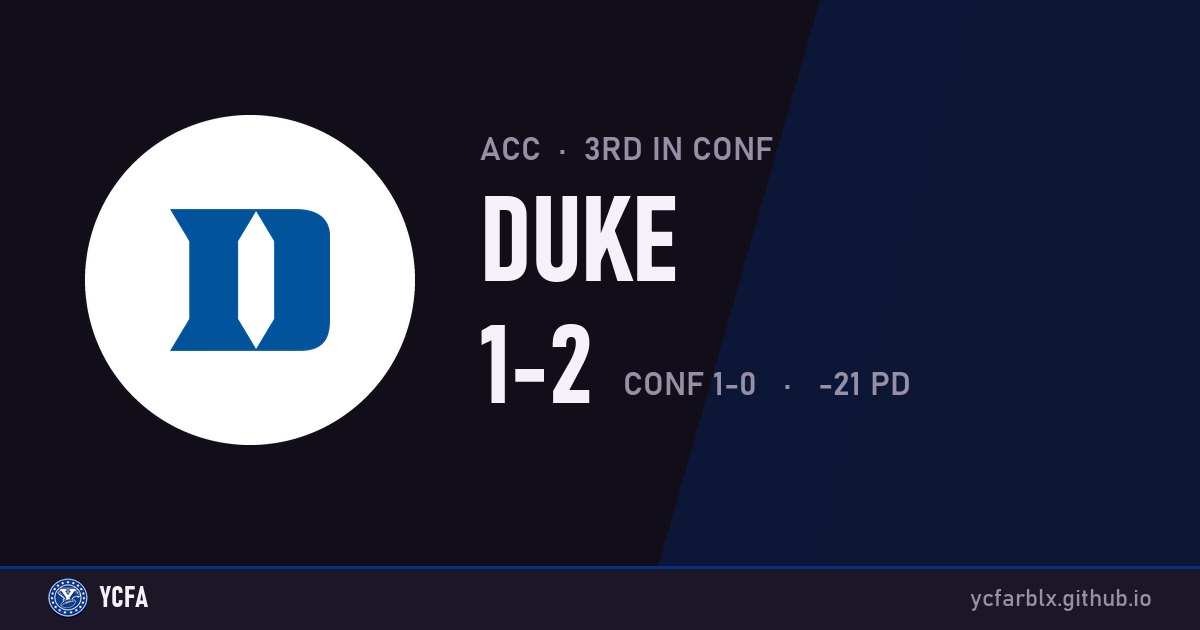 ACC · 3RD IN CONF
DUKE
1-2 CONF 1-0 · -21 PD
YCFA ycfarblx.github.io